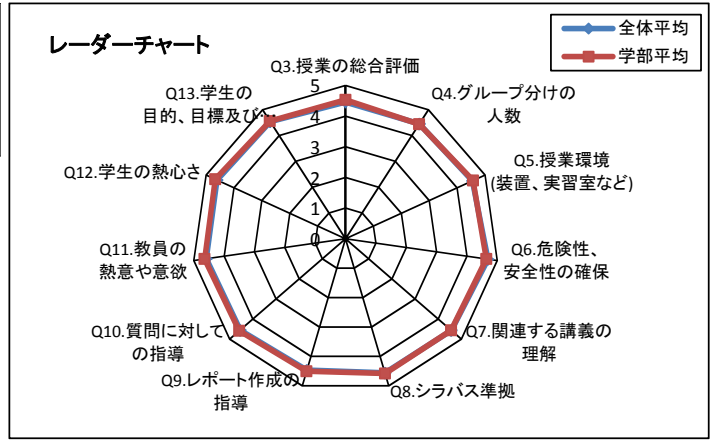 レーダーチャート
全体平均
学部平均
Q3.授業の総合評価
Q4.グループ分けの
人数
Q5.授業環境
(装置、実習室など)
Q6.危険性、
安全性の確保
Q7.関連する講義の
理解
Q8.シラバス準拠
Q9.レポート作成の
指導
Q10.質問に対して
の指導
Q11.教員の
熱意や意欲
Q12.学生の熱心さ
Q13.学生の
目的、目標及び…
5
4
3
2
1
0